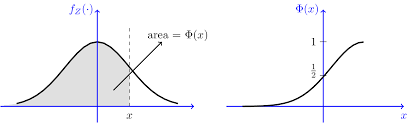 f_Z(·)
area = Φ(x)
x
Φ(x)
1
1/2
x